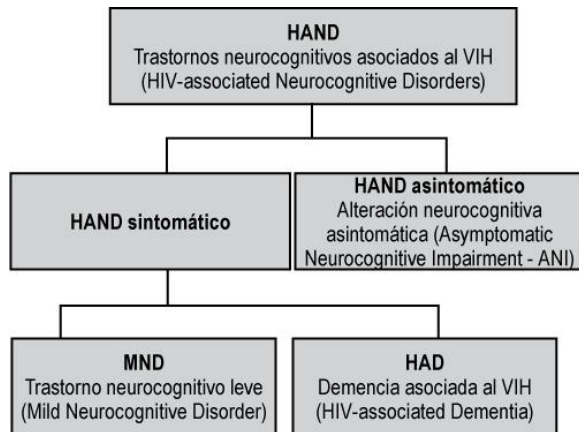 HAND
Trastornos neurocognitivos asociados al VIH
(HIV-associated Neurocognitive Disorders)
HAND sintomático
HAND asintomático
Alteración neurocognitiva
asintomática (Asymptomatic
Neurocognitive Impairment - ANI)
MND
Trastorno neurocognitivo leve
(Mild Neurocognitive Disorder)
HAD
Demencia asociada al VIH
(HIV-associated Dementia)